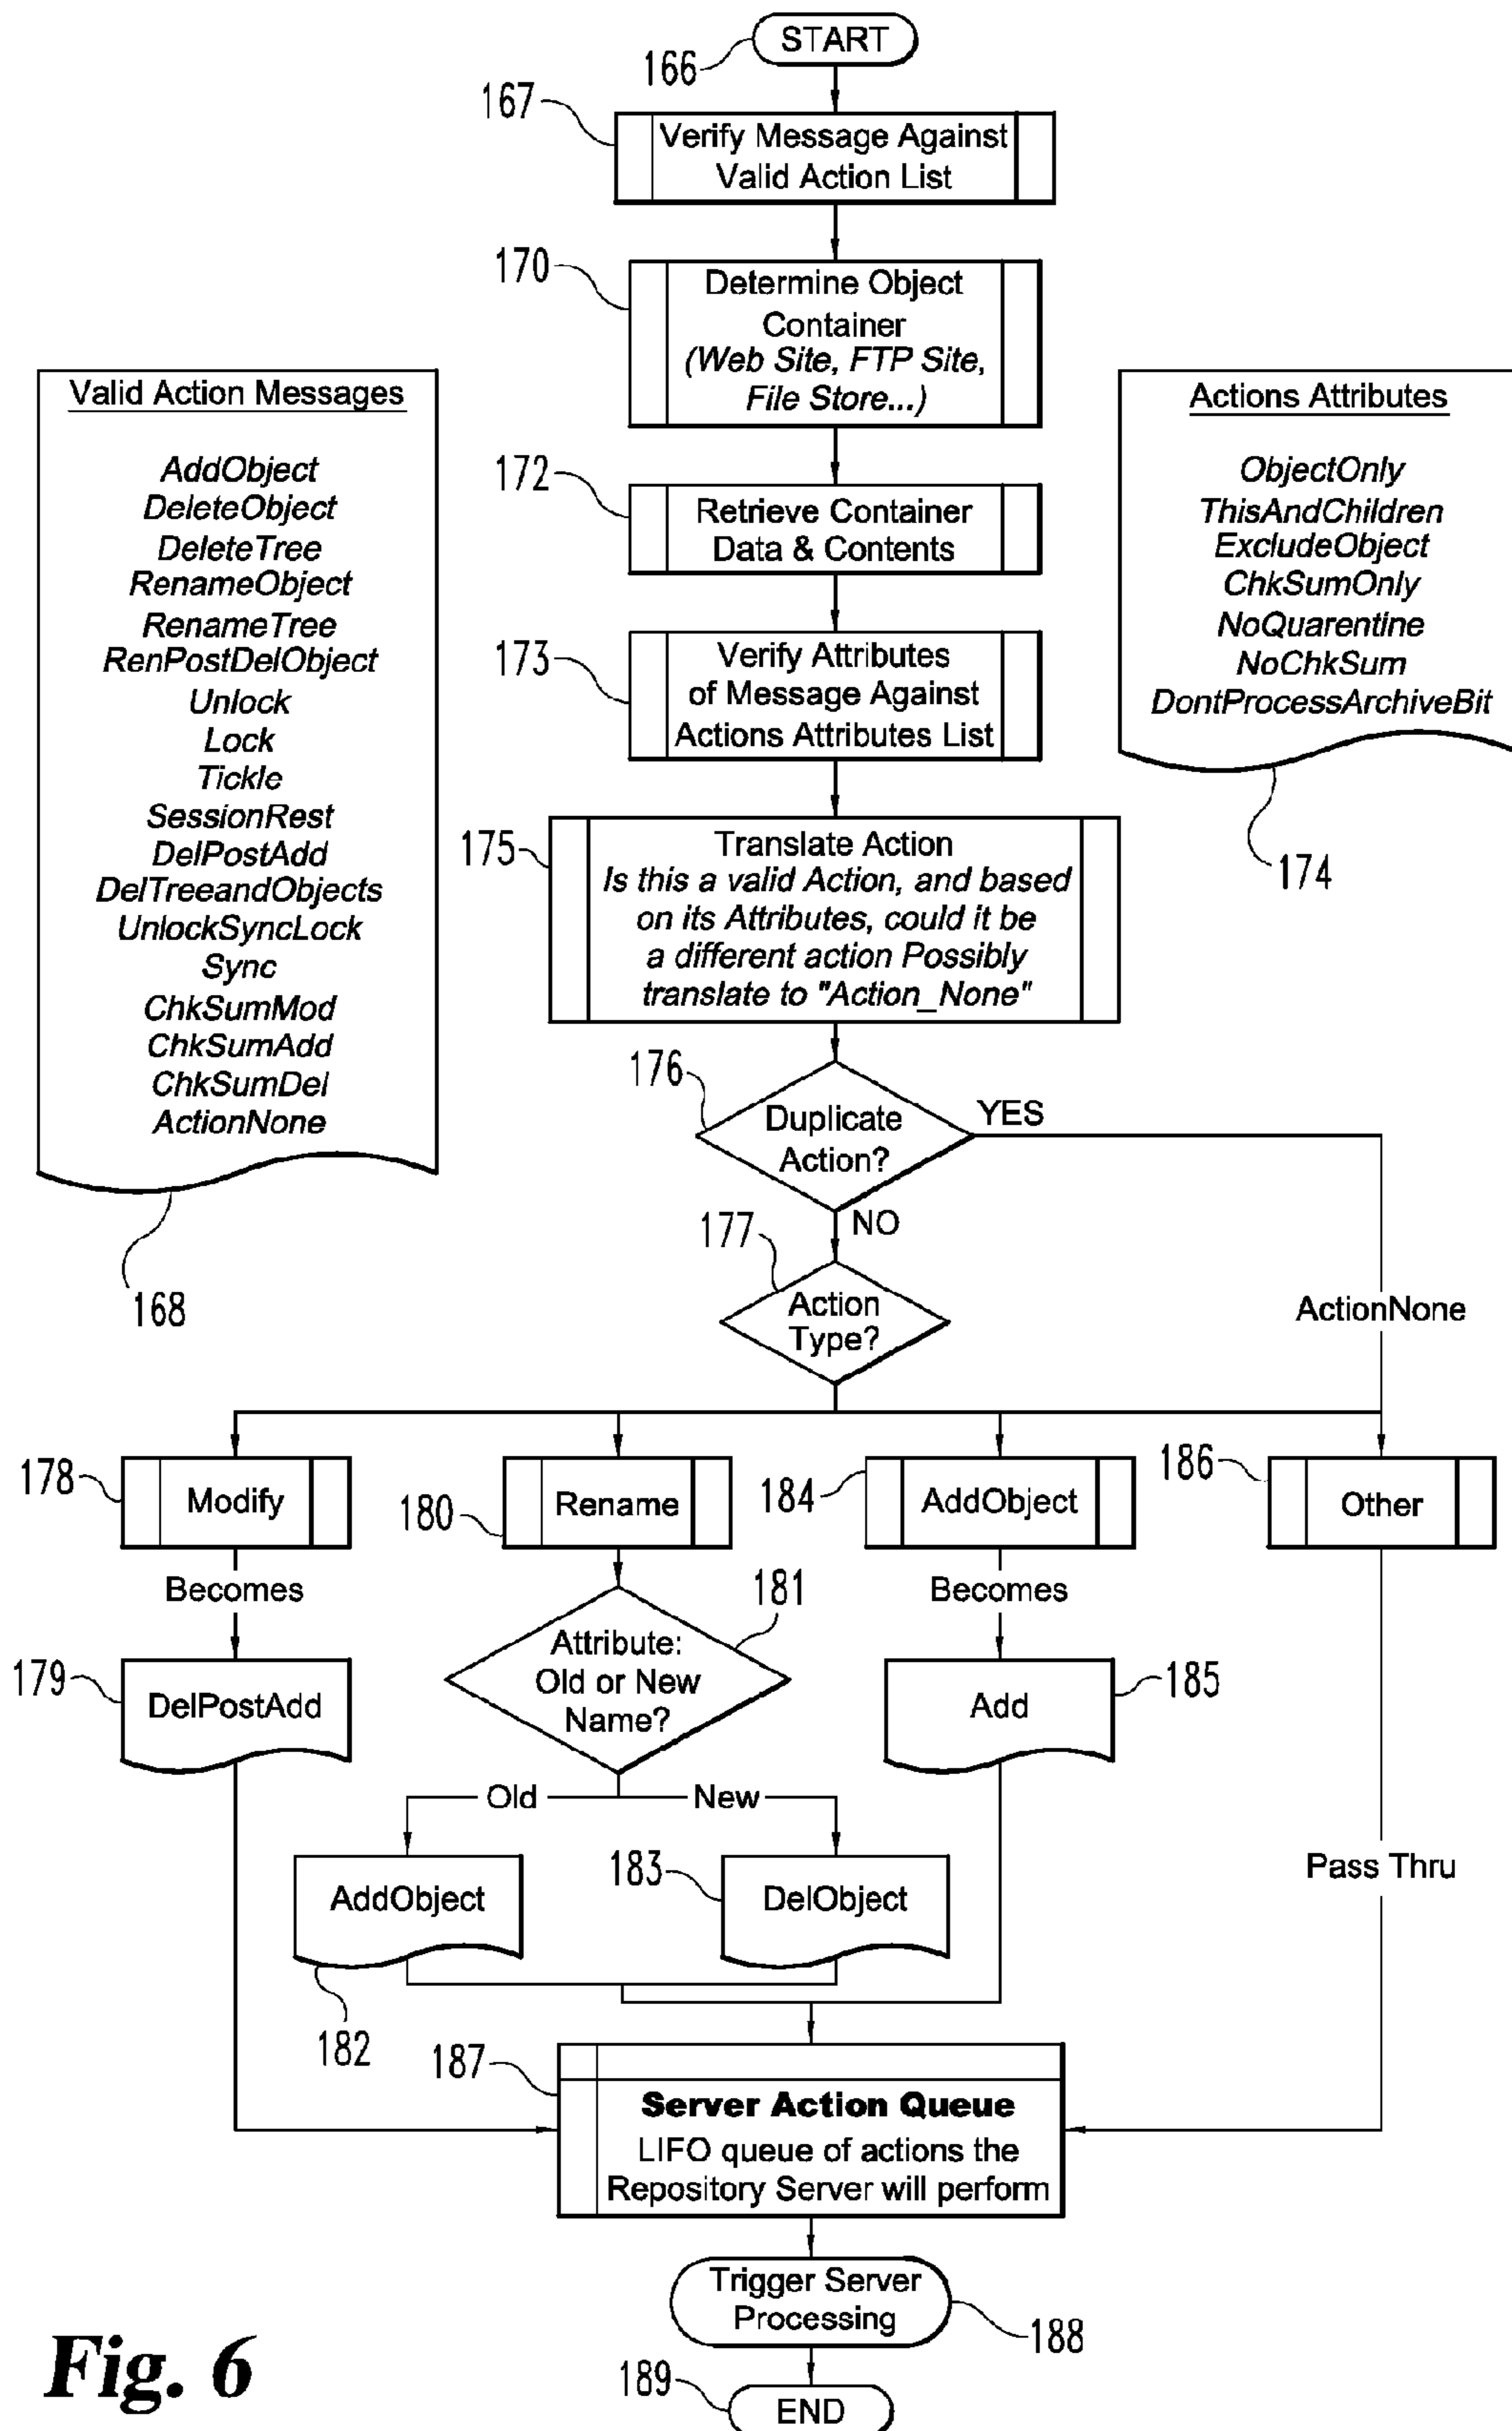 START
166
167
Verify Message Against
Valid Action List
170
Determine Object
Container
(Web Site, FTP Site,
File Store...)
Valid Action Messages
AddObject
DeleteObject
DeleteTree
RenameObject
RenameTree
RenPostDelObject
Unlock
Lock
Tickle
SessionRest
DelPostAdd
DelTreeandObjects
UnlockSyncLock
Sync
ChkSumMod
ChkSumAdd
ChkSumDel
ActionNone
168
Actions Attributes
ObjectOnly
ThisAndChildren
ExcludeObject
ChkSumOnly
NoQuarentine
NoChkSum
DontProcessArchiveBit
174
172
Retrieve Container
Data & Contents
173
Verify Attributes
of Message Against
Actions Attributes List
175
Translate Action
Is this a valid Action, and based
on its Attributes, could it be
a different action Possibly
translate to "Action_None"
176
Duplicate
Action?
YES
NO
177
Action
Type?
ActionNone
178
Modify
180
Rename
184
AddObject
186
Other
Becomes
181
Becomes
179
DelPostAdd
Attribute:
Old or New
Name?
Add
185
Old
New
Pass Thru
AddObject
183
DelObject
182
187
Server Action Queue
LIFO queue of actions the
Repository Server will perform
Trigger Server
Processing
188
189
END
Fig. 6